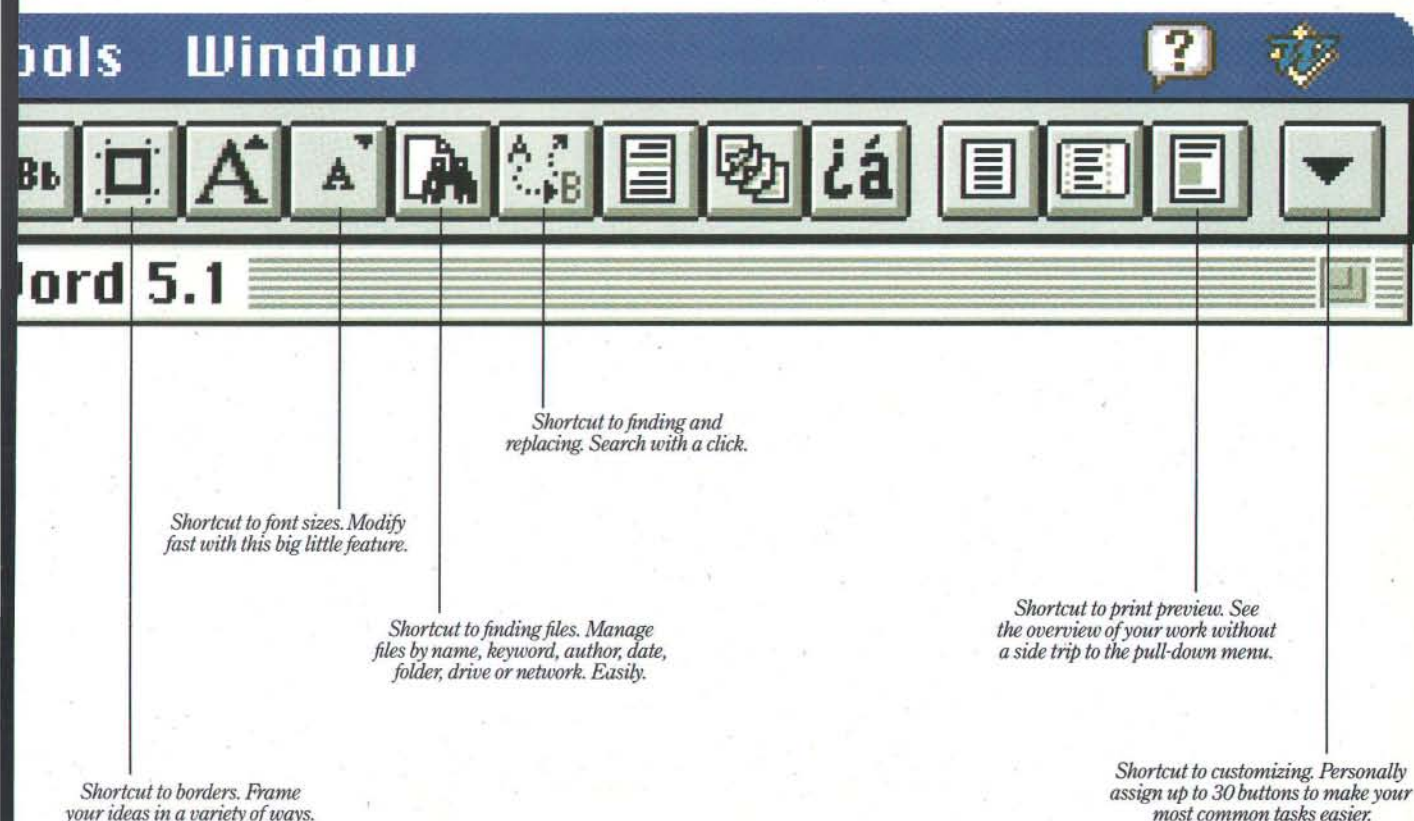 ools Window
ord 5.1
Shortcut to finding and
replacing. Search with a click.
Shortcut to font sizes. Modify
fast with this big little feature.
Shortcut to print preview. See
the overview of your work without
a side trip to the pull-down menu.
Shortcut to finding files. Manage
files by name, keyword, author, date,
folder, drive or network. Easily.
Shortcut to customizing. Personally
assign up to 30 buttons to make your
most common tasks easier.
Shortcut to borders. Frame
your ideas in a variety of ways.